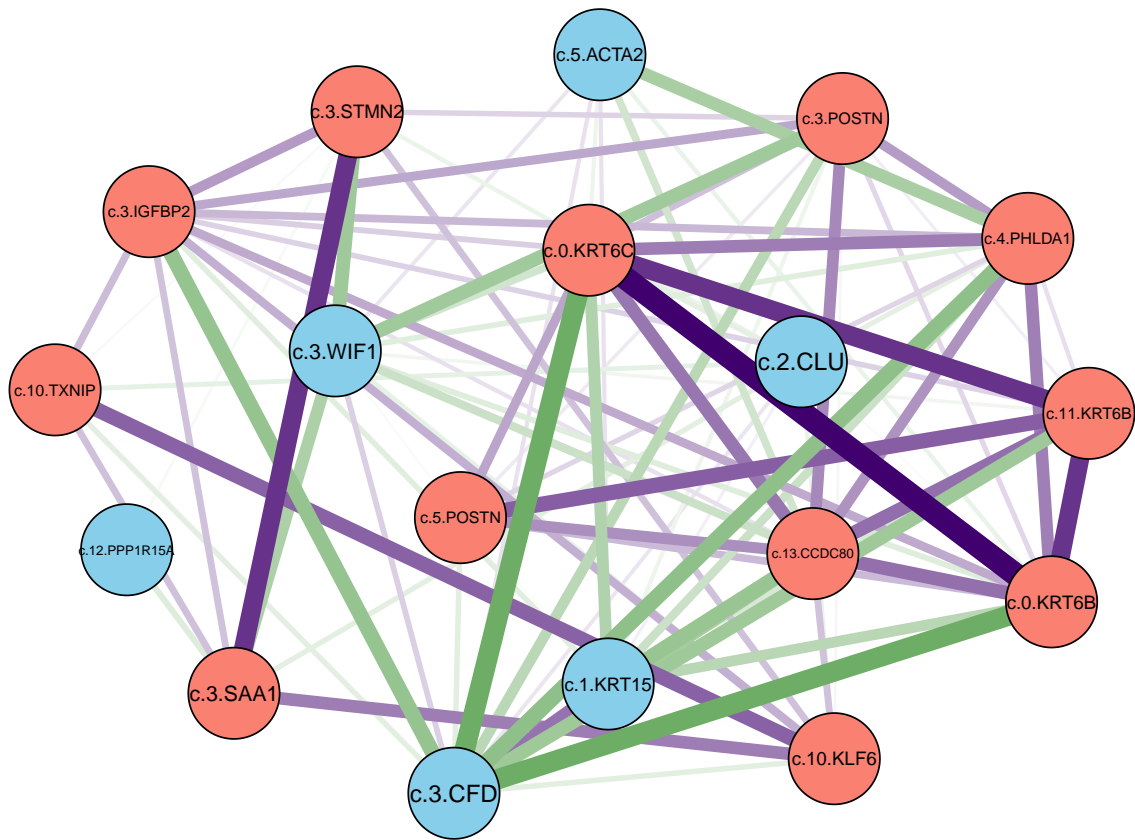 c.5.ACTA2
c.3.STMN2
c.3.POSTN
c.3.IGFBP2
c.4.PHLDA1
c.0.KRT6C
c.3.WIF1
c.2.CLU
c.10.TXNIP
c.11.KRT6B
c.5.POSTN
c.12.PPP1R15A
c.13.CCDC80
c.0.KRT6B
c.1.KRT15
c.3.SAA1
c.10.KLF6
c.3.CFD